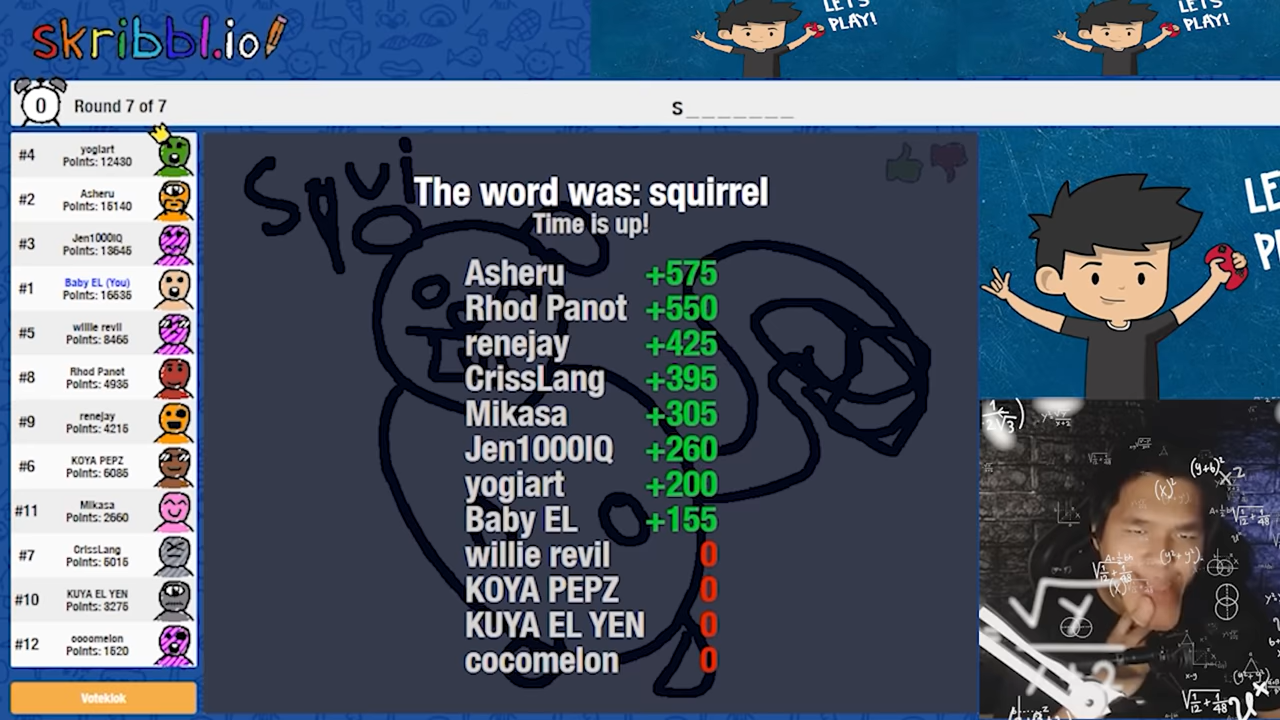 skribbl.io
LET'S
PLAY!
LET'S
PLAY!
0
Round 7 of 7
S_______
#4
yogiart
Points: 12430
#2
Asheru
Points: 15140
#3
Jen1000IQ
Points: 13645
#1
Baby EL (You)
Points: 16535
#5
willie revil
Points: 8465
#8
Rhod Panot
Points: 4935
#9
renejay
Points: 4215
#6
KOYA PEPZ
Points: 6085
#11
Mikasa
Points: 2660
#7
CrissLang
Points: 5015
#10
KUYA EL YEN
Points: 3275
#12
cocomelon
Points: 1520
Votekick
Squi
The word was: squirrel
Time is up!
Asheru +575
Rhod Panot +550
renejay +425
CrissLang +395
Mikasa +305
Jen1000IQ +260
yogiart +200
Baby EL +155
willie revil 0
KOYA PEPZ 0
KUYA EL YEN 0
cocomelon 0
LE
PL